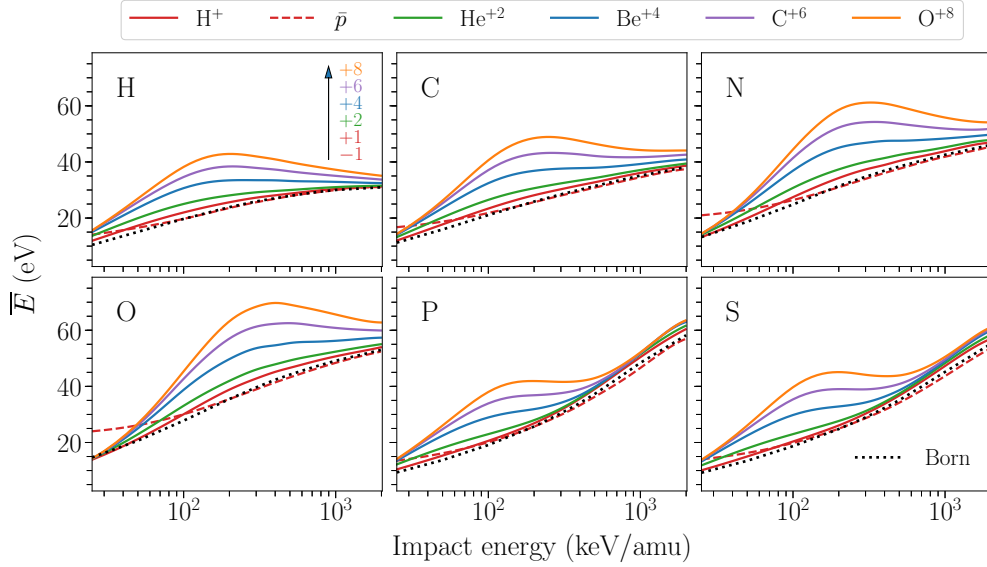 H⁺ p̄ He⁺² Be⁺⁴ C⁺⁶ O⁺⁸
H C N
+8
+6
+4
+2
+1
−1
60
40
20
O P S
60
40
20
Born
10² 10³ 10² 10³ 10² 10³
E̅ (eV)
Impact energy (keV/amu)